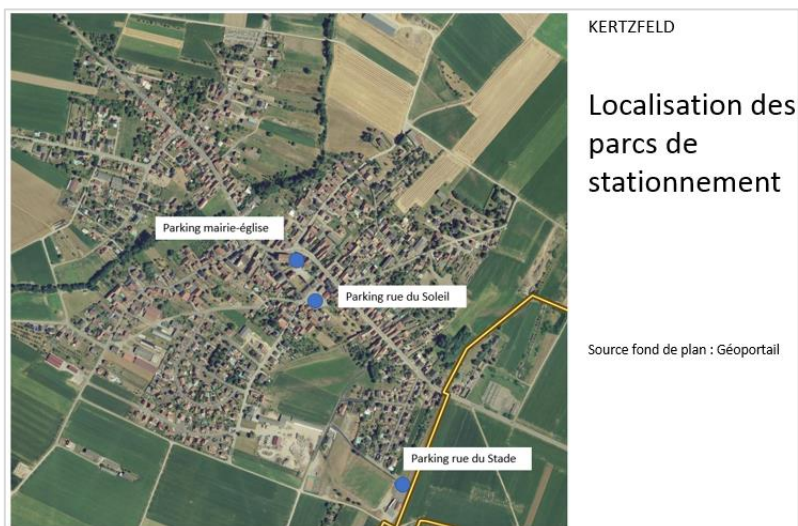 KERTZFELD
Localisation des
parcs de
stationnement
Parking mairie-église
Parking rue du Soleil
Source fond de plan : Géoportail
Parking rue du Stade